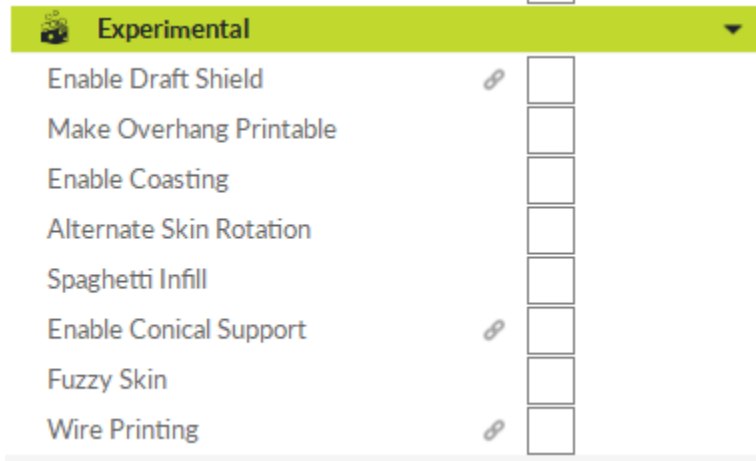 Experimental
Enable Draft Shield
Make Overhang Printable
Enable Coasting
Alternate Skin Rotation
Spaghetti Infill
Enable Conical Support
Fuzzy Skin
Wire Printing